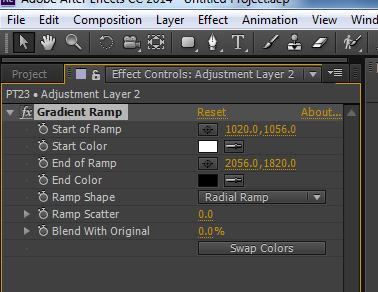 Adobe After Effects CC 2014 - Untitled Project.aep
File Edit Composition Layer Effect Animation View Wind
Project Effect Controls: Adjustment Layer 2
PT23 • Adjustment Layer 2
fx Gradient Ramp Reset About...
Start of Ramp 1020.0,1056.0
Start Color
End of Ramp 2056.0,1820.0
End Color
Ramp Shape Radial Ramp
Ramp Scatter 0.0
Blend With Original 0.0%
Swap Colors